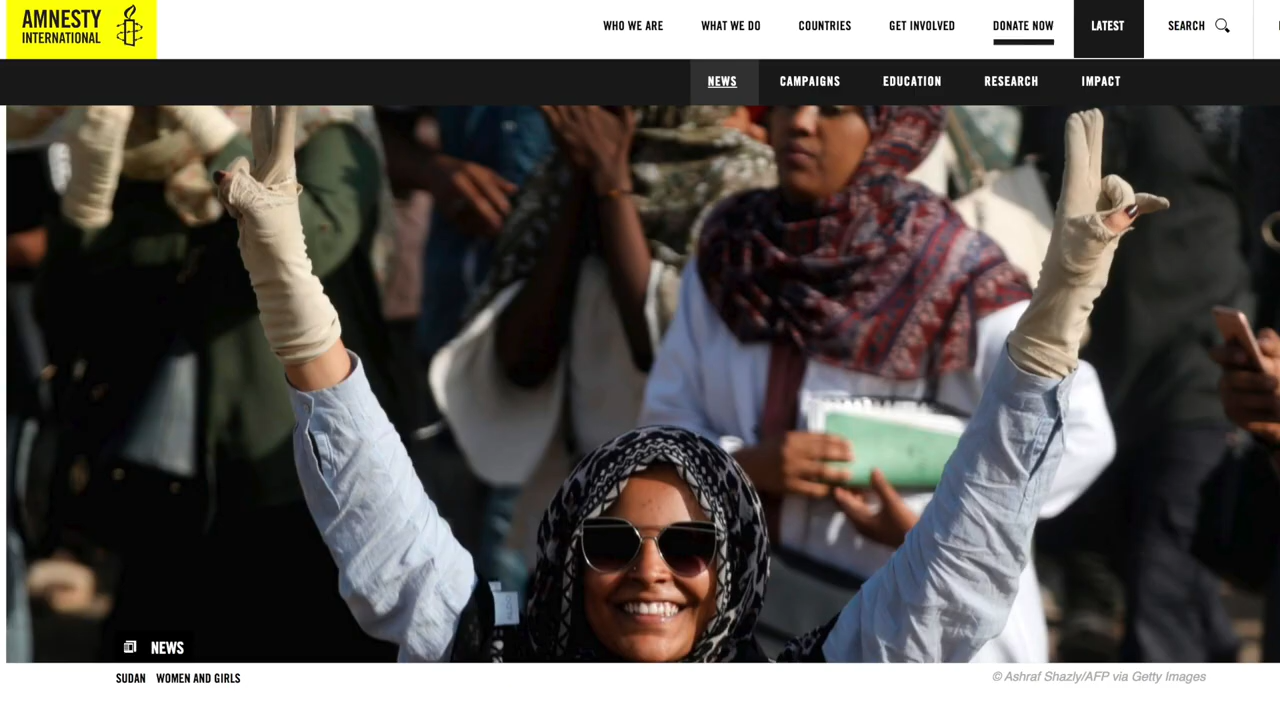 AMNESTY
INTERNATIONAL
WHO WE ARE
WHAT WE DO
COUNTRIES
GET INVOLVED
DONATE NOW
LATEST
SEARCH
NEWS
CAMPAIGNS
EDUCATION
RESEARCH
IMPACT
NEWS
SUDAN WOMEN AND GIRLS
© Ashraf Shazly/AFP via Getty Images